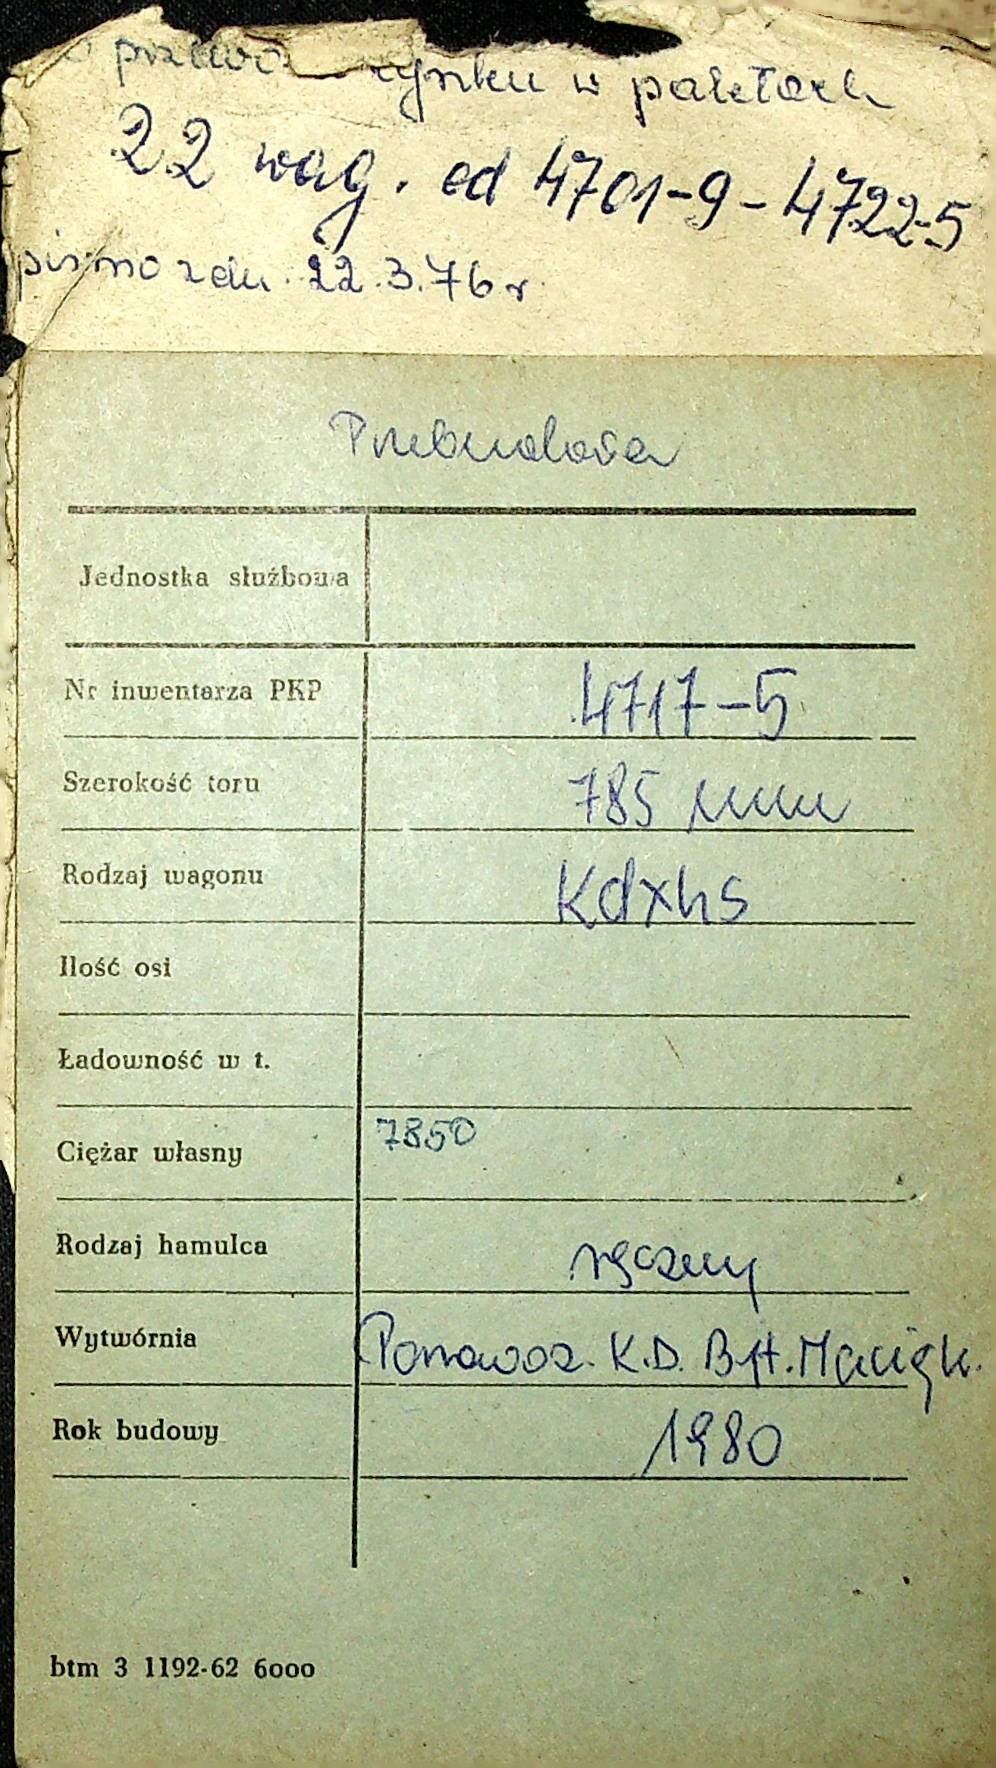 cynku w paletach
22 wag. od 4701-9 - 4722-5
pismo z dn. 22.3.76 r
Przebudowa
Jednostka służbowa
Nr inwentarza PKP 4717-5
Szerokość toru 785 mm
Rodzaj wagonu Kdxhs
Ilość osi
Ładowność w t.
Ciężar własny 7850
Rodzaj hamulca ręczny
Wytwórnia K.D. B-H.
Rok budowy 1980
btm 3 1192-62 6000